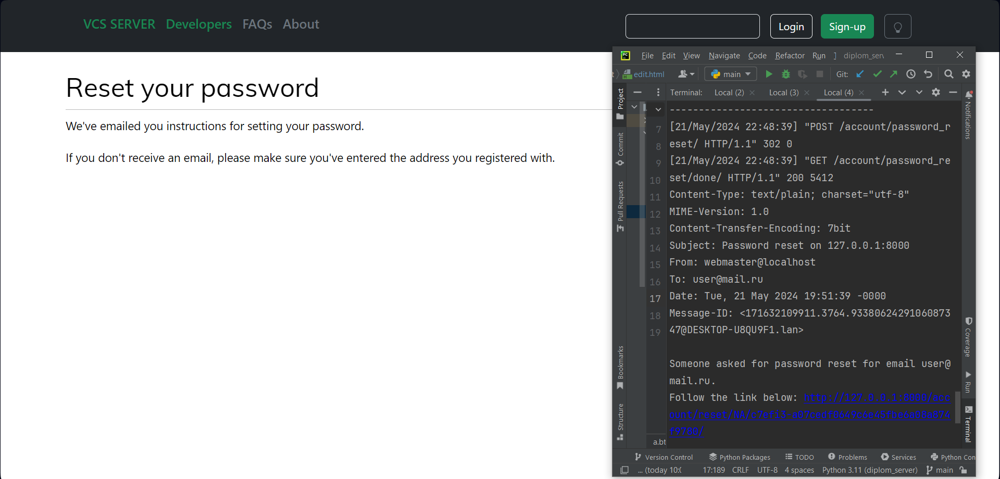 VCS SERVER Developers FAQs About
Login Sign-up
Reset your password
We've emailed you instructions for setting your password.
If you don't receive an email, please make sure you've entered the address you registered with.
PC File Edit View Navigate Code Refactor Run diplom_serv
edit.html main Git:
Terminal: Local (2) Local (3) Local (4)
-----------------------------------
[21/May/2024 22:48:39] "POST /account/password_r
eset/ HTTP/1.1" 302 0
[21/May/2024 22:48:39] "GET /account/password_re
set/done/ HTTP/1.1" 200 5412
Content-Type: text/plain; charset="utf-8"
MIME-Version: 1.0
Content-Transfer-Encoding: 7bit
Subject: Password reset on 127.0.0.1:8000
From: webmaster@localhost
To: user@mail.ru
Date: Tue, 21 May 2024 19:51:39 -0000
Message-ID: <171632109911.3764.93380624291060873
47@DESKTOP-U8QU9F1.lan>
Someone asked for password reset for email user@
mail.ru.
Follow the link below: http://127.0.0.1:8000/acc
ount/reset/NA/c7efi3-a07cedf0649c6e45fbe6a08a874
f9780/
7
8
9
10
11
12
13
14
15
16
17
18
19
a.bt
Project
Commit
Pull Requests
Bookmarks
Structure
Notifications
Coverage
Run
Terminal
Version Control Python Packages TODO Problems Services Python Con
... (today 10:0 17:189 CRLF UTF-8 4 spaces Python 3.11 (diplom_server) main